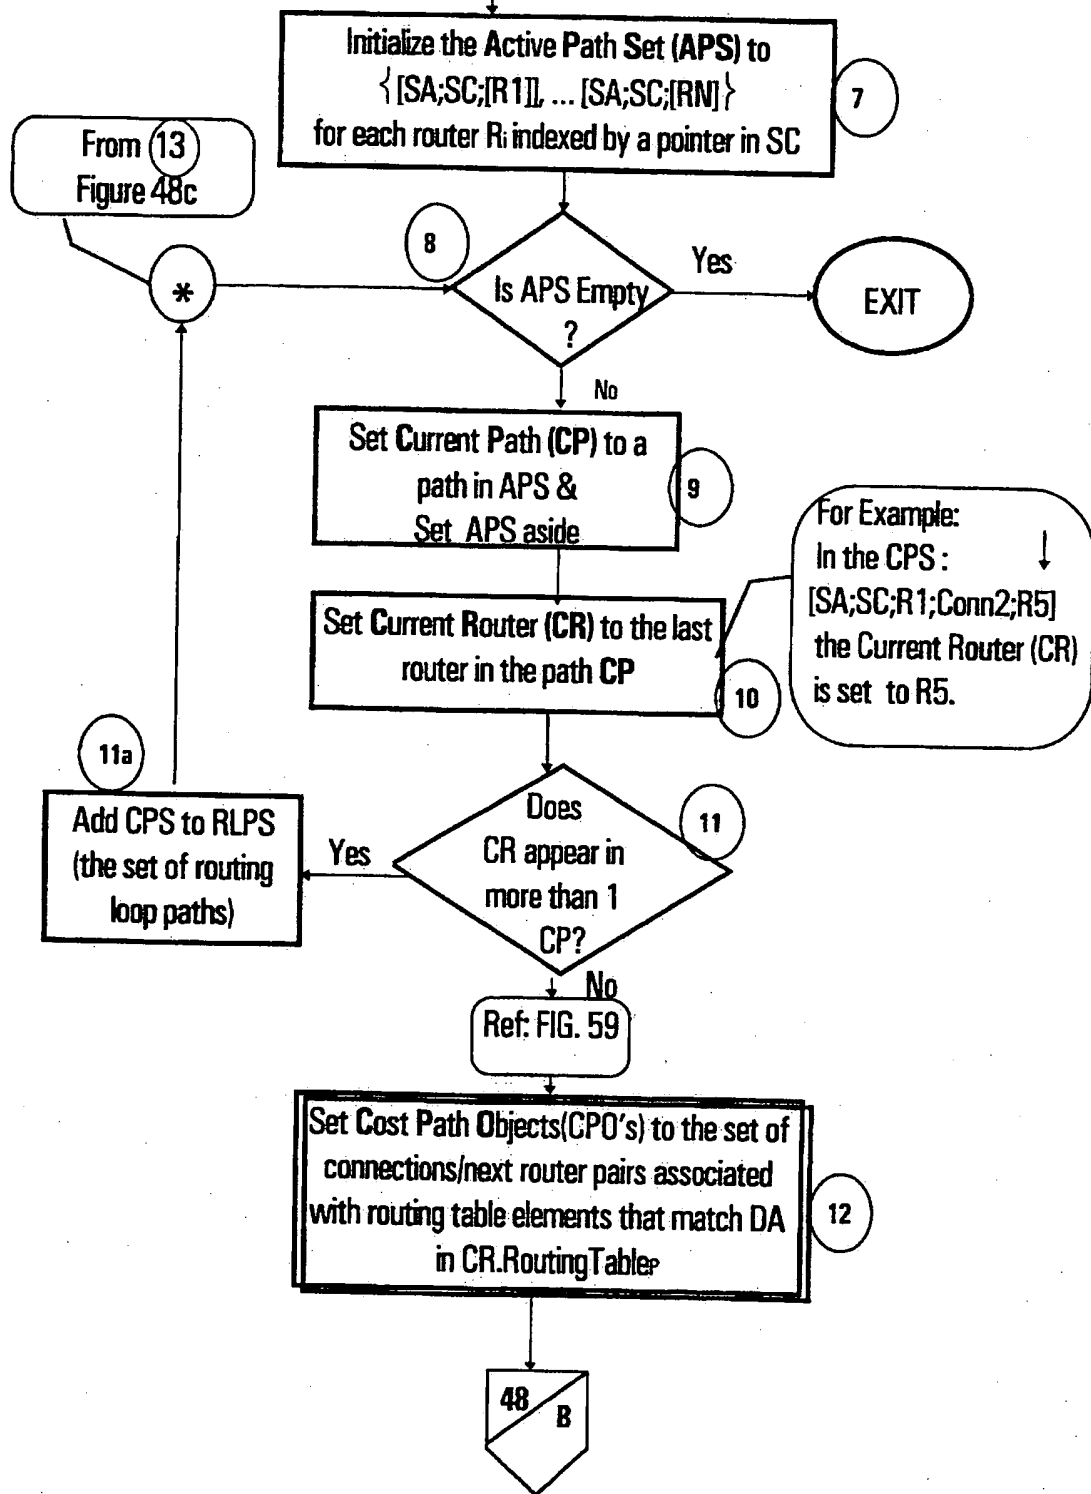 Initialize the Active Path Set (APS) to
{[SA;SC;[R1]], ... [SA;SC;[RN]}
for each router Ri indexed by a pointer in SC
7
From 13
Figure 48c
*
8
Is APS Empty
?
Yes
EXIT
No
Set Current Path (CP) to a
path in APS &
Set APS aside
9
For Example:
In the CPS :
[SA;SC;R1;Conn2;R5]
the Current Router (CR)
is set to R5.
Set Current Router (CR) to the last
router in the path CP
10
11a
Add CPS to RLPS
(the set of routing
loop paths)
Yes
Does
CR appear in
more than 1
CP?
11
No
Ref: FIG. 59
Set Cost Path Objects(CPO's) to the set of
connections/next router pairs associated
with routing table elements that match DA
in CR.RoutingTableP
12
48
B